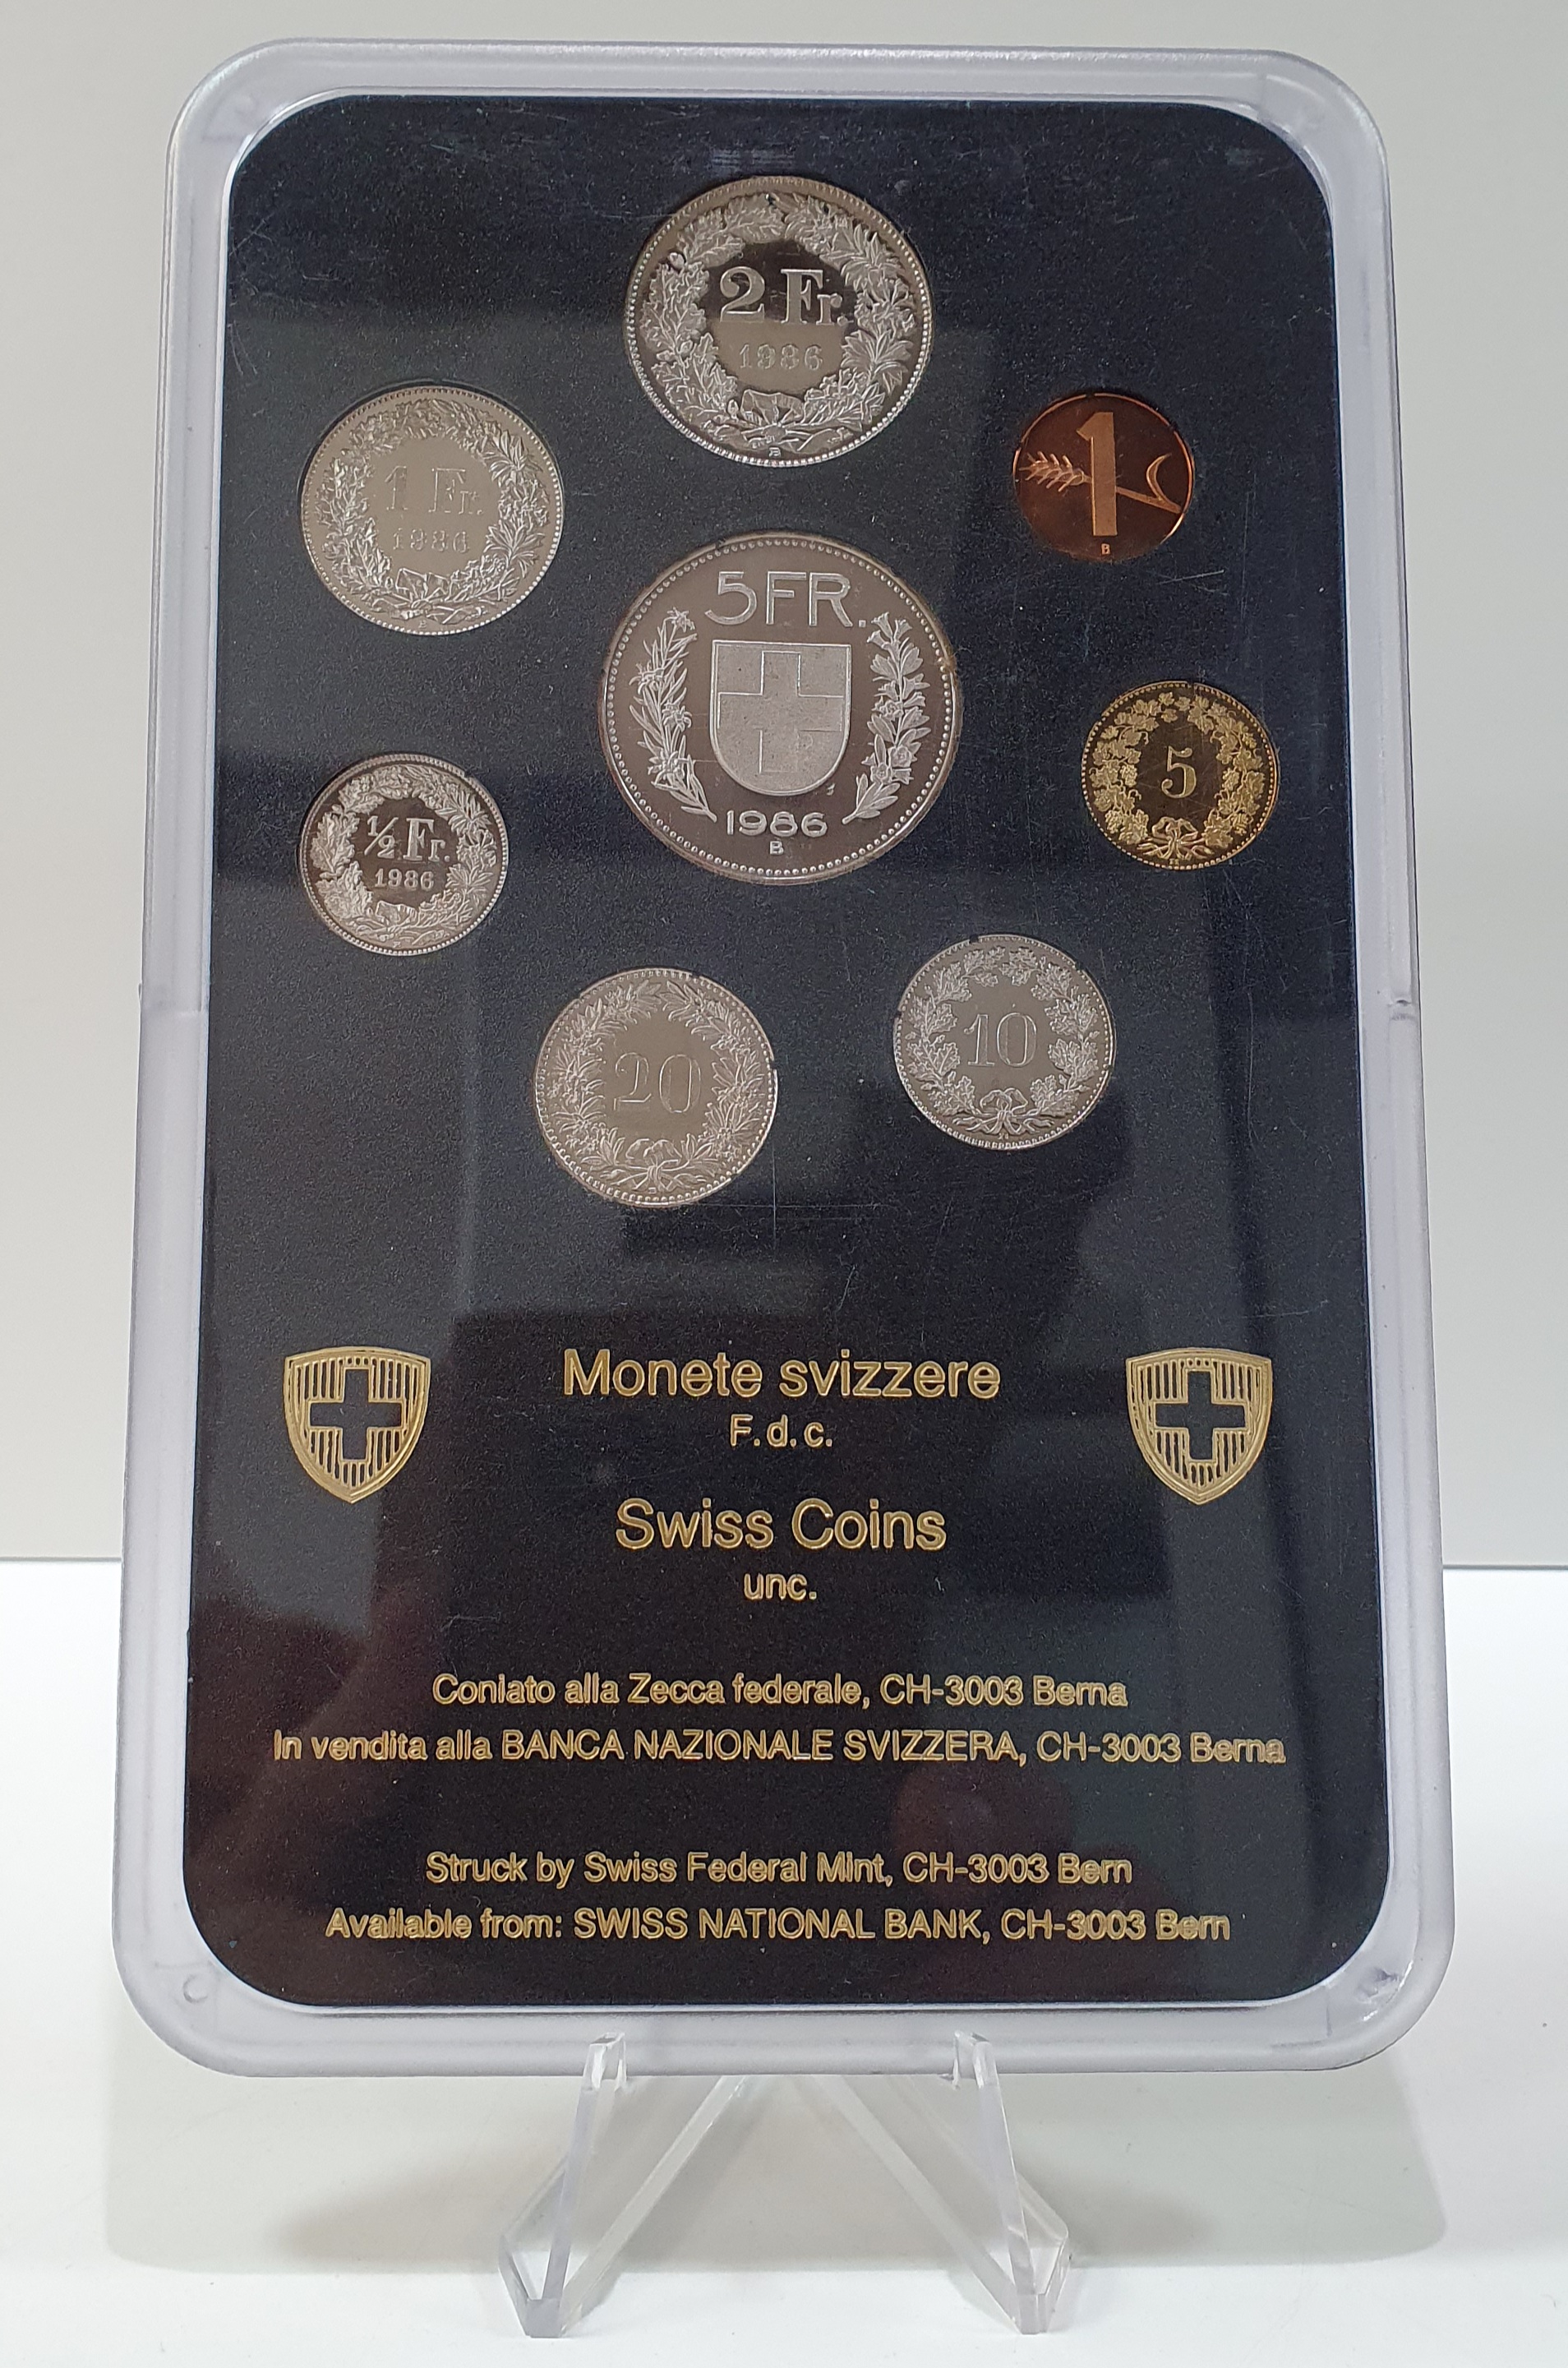 2 Fr.
1986
B
1 Fr.
1986
B
1
B
5 FR.
1986
B
5
½ Fr.
1986
20
10
Monete svizzere
F.d.c.
Swiss Coins
unc.
Coniato alla Zecca federale, CH-3003 Berna
In vendita alla BANCA NAZIONALE SVIZZERA, CH-3003 Berna
Struck by Swiss Federal Mint, CH-3003 Bern
Available from: SWISS NATIONAL BANK, CH-3003 Bern